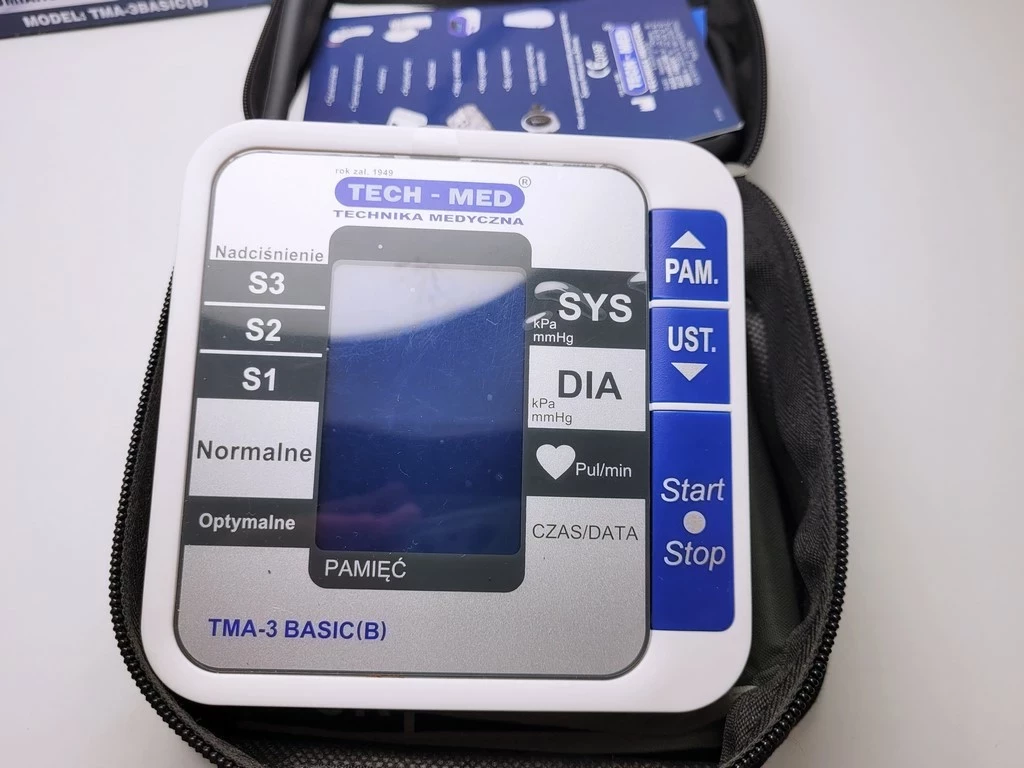 MODEL: TMA-3BASIC(B)
rok zał. 1949
TECH - MED®
TECHNIKA MEDYCZNA
Nadciśnienie
S3
S2
S1
Normalne
Optymalne
SYS
kPa
mmHg
DIA
kPa
mmHg
Pul/min
CZAS/DATA
PAMIĘĆ
TMA-3 BASIC(B)
PAM.
UST.
Start
Stop